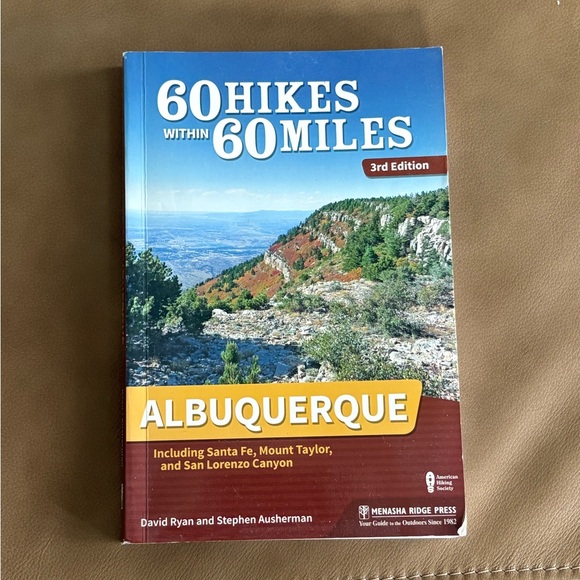 60 HIKES
WITHIN 60 MILES
3rd Edition
ALBUQUERQUE
Including Santa Fe, Mount Taylor,
and San Lorenzo Canyon
American
Hiking
Society
David Ryan and Stephen Ausherman
MENASHA RIDGE PRESS
Your Guide to the Outdoors Since 1982